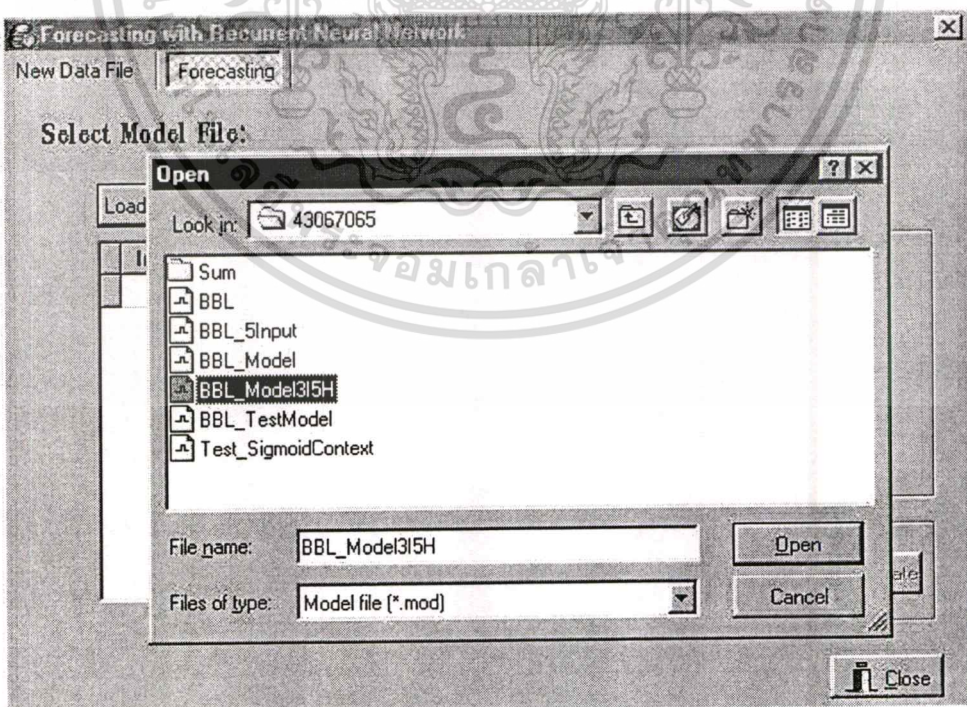 Forecasting with Recurrent Neural Network
New Data File
Forecasting
Select Model File:
Open
Load
Look in:
43067065
Sum
BBL
BBL_5Input
BBL_Model
BBL_Model3I5H
BBL_TestModel
Test_SigmoidContext
File name:
BBL_Model3I5H
Open
Files of type:
Model file (*.mod)
Cancel
Close